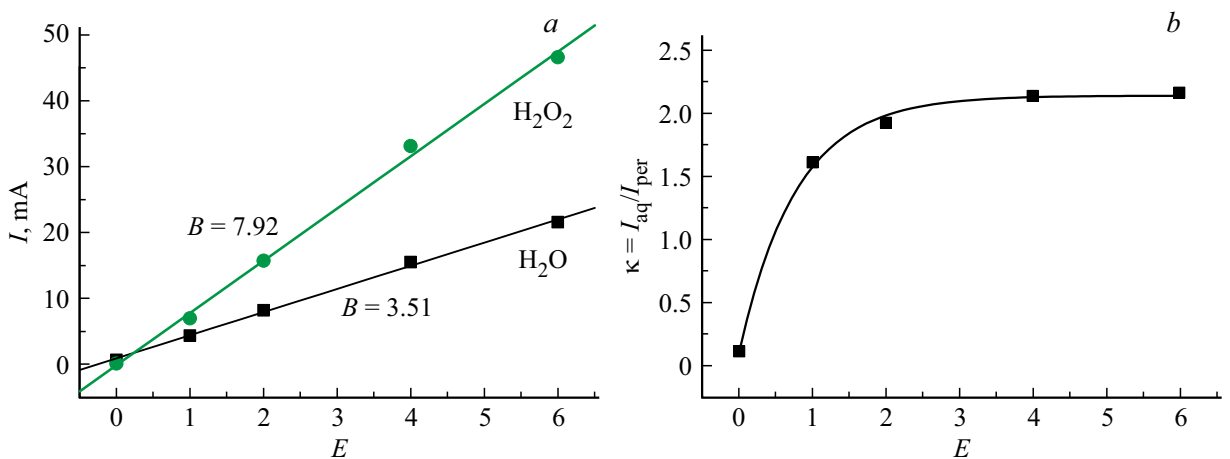 a
50
40
30
20
10
0
I, mA
H₂O₂
B = 7.92
H₂O
B = 3.51
0 1 2 3 4 5 6
E
b
2.5
2.0
1.5
1.0
0.5
0
κ = I_aq/I_per
0 1 2 3 4 5 6
E